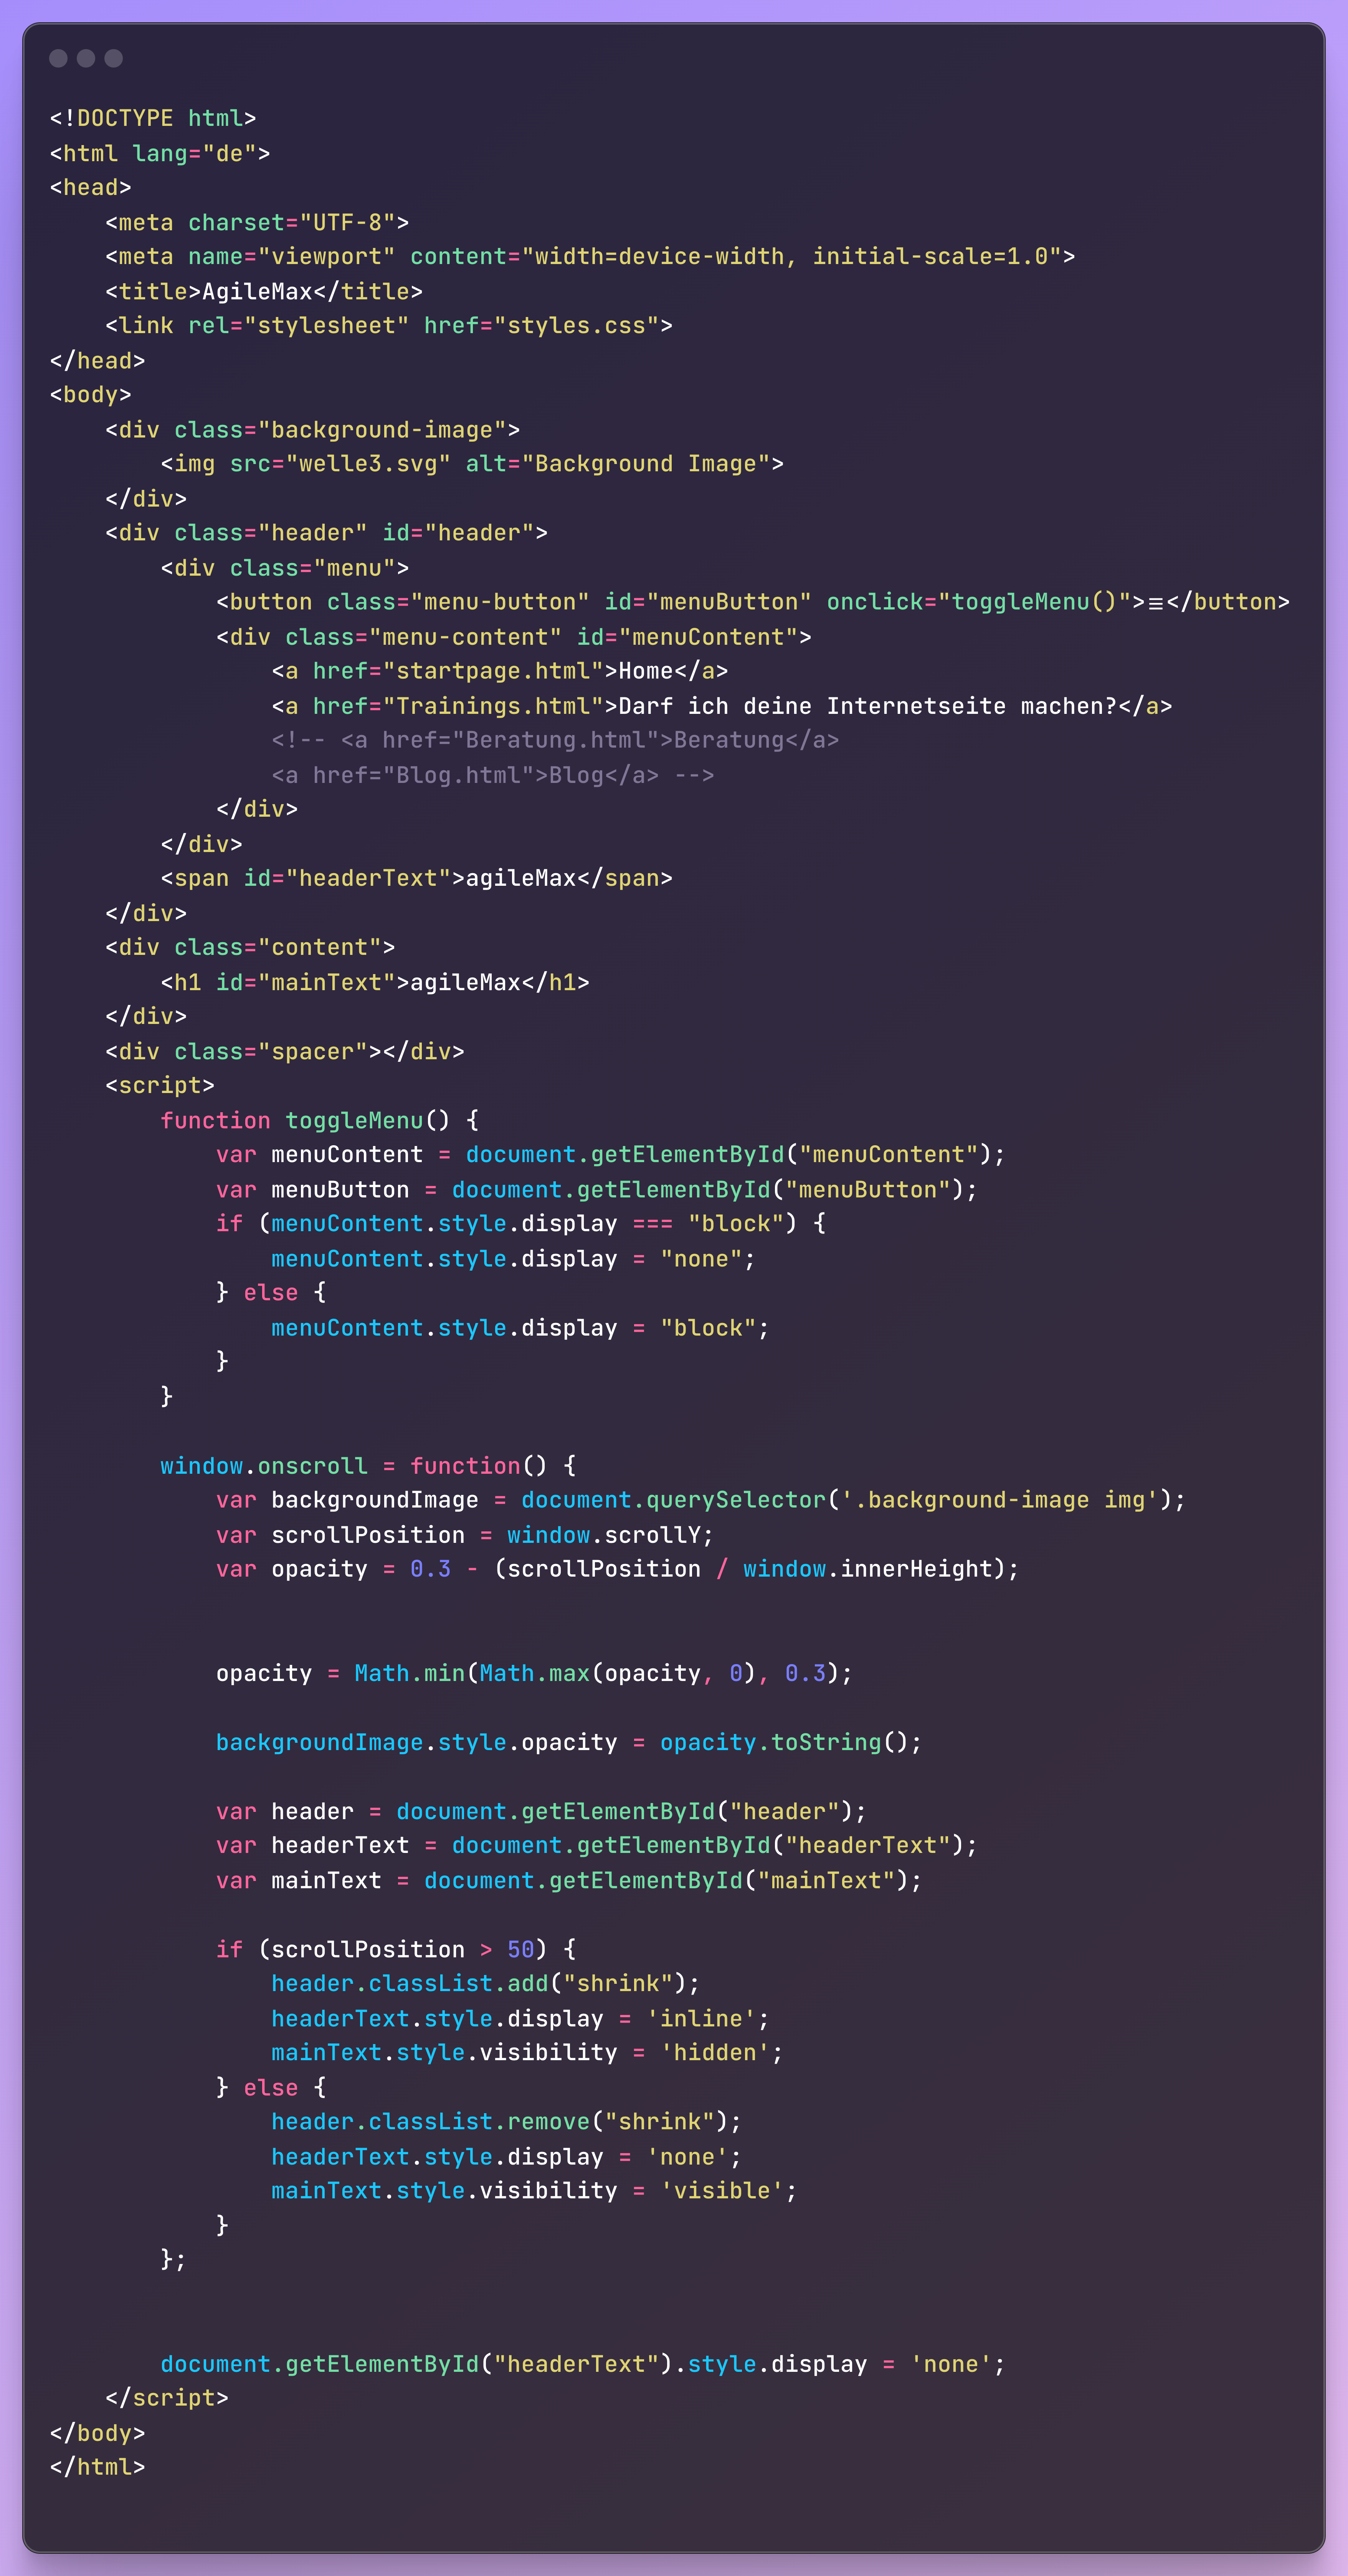 <!DOCTYPE html>
<html lang="de">
<head>
    <meta charset="UTF-8">
    <meta name="viewport" content="width=device-width, initial-scale=1.0">
    <title>AgileMax</title>
    <link rel="stylesheet" href="styles.css">
</head>
<body>
    <div class="background-image">
        <img src="welle3.svg" alt="Background Image">
    </div>
    <div class="header" id="header">
        <div class="menu">
            <button class="menu-button" id="menuButton" onclick="toggleMenu()">≡</button>
            <div class="menu-content" id="menuContent">
                <a href="startpage.html">Home</a>
                <a href="Trainings.html">Darf ich deine Internetseite machen?</a>
                <!-- <a href="Beratung.html">Beratung</a>
                <a href="Blog.html">Blog</a> -->
            </div>
        </div>
        <span id="headerText">agileMax</span>
    </div>
    <div class="content">
        <h1 id="mainText">agileMax</h1>
    </div>
    <div class="spacer"></div>
    <script>
        function toggleMenu() {
            var menuContent = document.getElementById("menuContent");
            var menuButton = document.getElementById("menuButton");
            if (menuContent.style.display === "block") {
                menuContent.style.display = "none";
            } else {
                menuContent.style.display = "block";
            }
        }

        window.onscroll = function() {
            var backgroundImage = document.querySelector('.background-image img');
            var scrollPosition = window.scrollY;
            var opacity = 0.3 - (scrollPosition / window.innerHeight);


            opacity = Math.min(Math.max(opacity, 0), 0.3);

            backgroundImage.style.opacity = opacity.toString();

            var header = document.getElementById("header");
            var headerText = document.getElementById("headerText");
            var mainText = document.getElementById("mainText");

            if (scrollPosition > 50) {
                header.classList.add("shrink");
                headerText.style.display = 'inline';
                mainText.style.visibility = 'hidden';
            } else {
                header.classList.remove("shrink");
                headerText.style.display = 'none';
                mainText.style.visibility = 'visible';
            }
        };


        document.getElementById("headerText").style.display = 'none';
    </script>
</body>
</html>